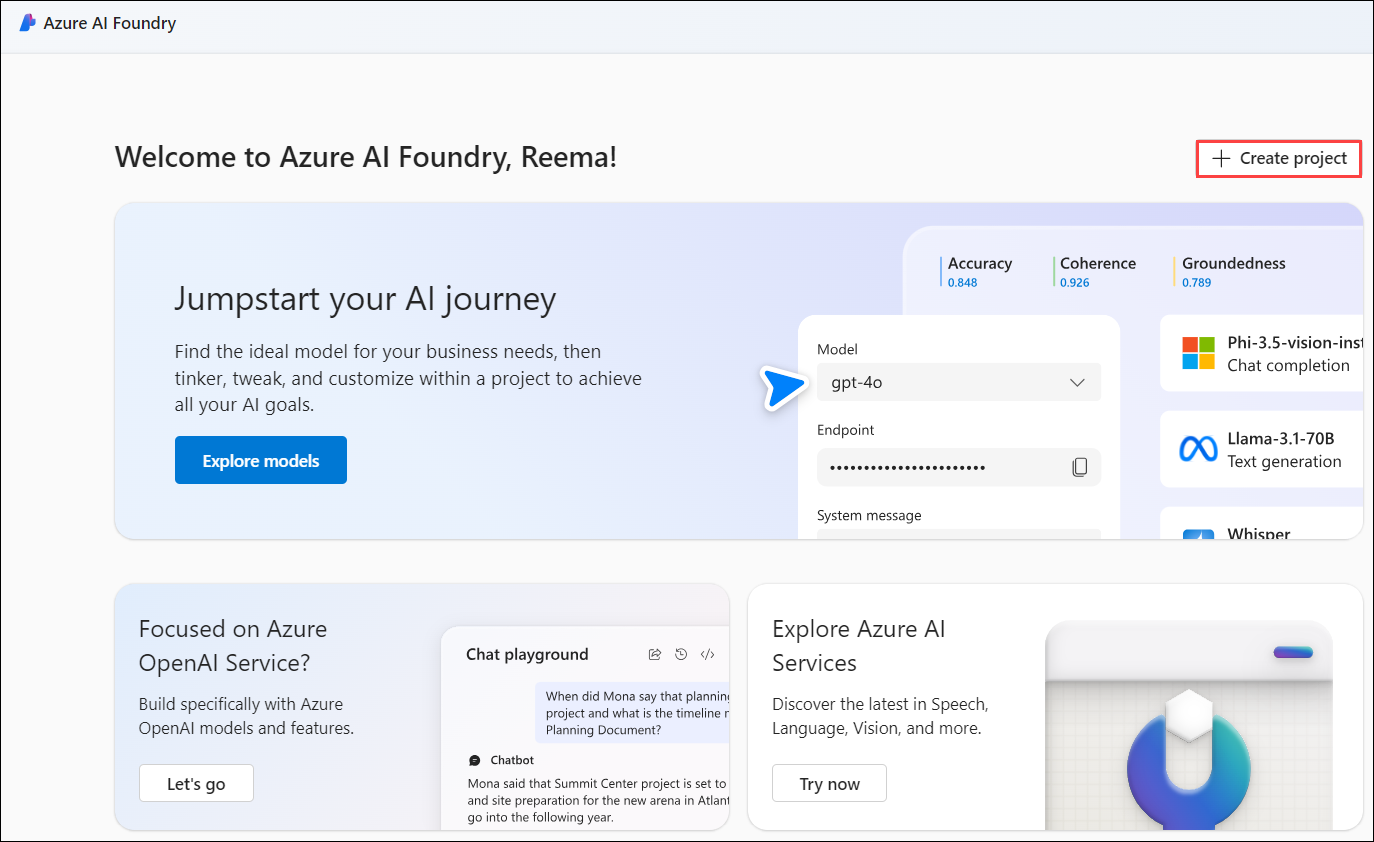 Azure AI Foundry
Welcome to Azure AI Foundry, Reema!
Create project
Jumpstart your AI journey
Find the ideal model for your business needs, then
tinker, tweak, and customize within a project to achieve
all your AI goals.
Explore models
Accuracy
0.848
Coherence
0.926
Groundedness
0.789
Model
gpt-4o
Endpoint
System message
Phi-3.5-vision-inst
Chat completion
Llama-3.1-70B
Text generation
Whisper
Focused on Azure
OpenAI Service?
Build specifically with Azure
OpenAI models and features.
Let's go
Chat playground
When did Mona say that planning
project and what is the timeline
Planning Document?
Chatbot
Mona said that Summit Center project is set to
and site preparation for the new arena in Atlant
go into the following year.
Explore Azure AI
Services
Discover the latest in Speech,
Language, Vision, and more.
Try now